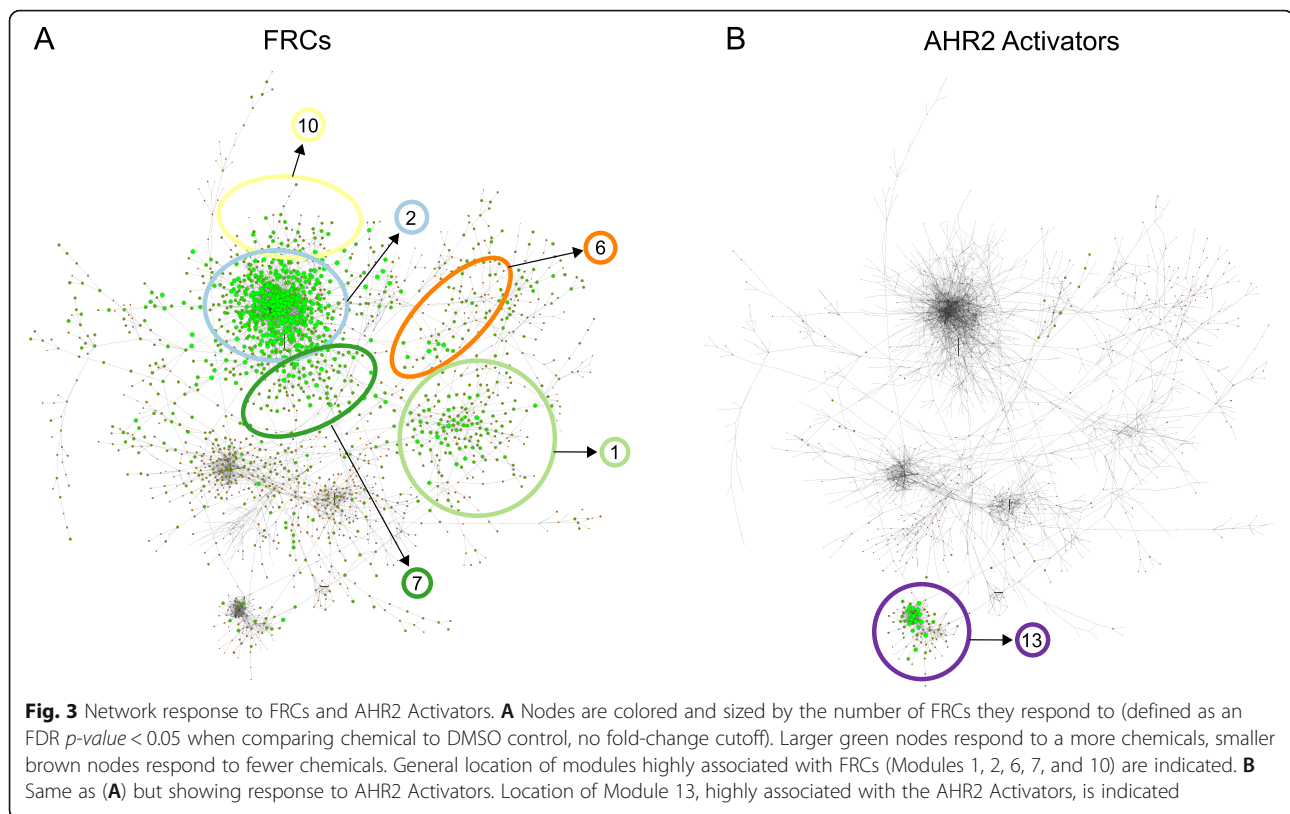 A FRCs
B AHR2 Activators
10
2
6
1
7
13
Fig. 3 Network response to FRCs and AHR2 Activators. A Nodes are colored and sized by the number of FRCs they respond to (defined as an
FDR p-value < 0.05 when comparing chemical to DMSO control, no fold-change cutoff). Larger green nodes respond to a more chemicals, smaller
brown nodes respond to fewer chemicals. General location of modules highly associated with FRCs (Modules 1, 2, 6, 7, and 10) are indicated. B
Same as (A) but showing response to AHR2 Activators. Location of Module 13, highly associated with the AHR2 Activators, is indicated